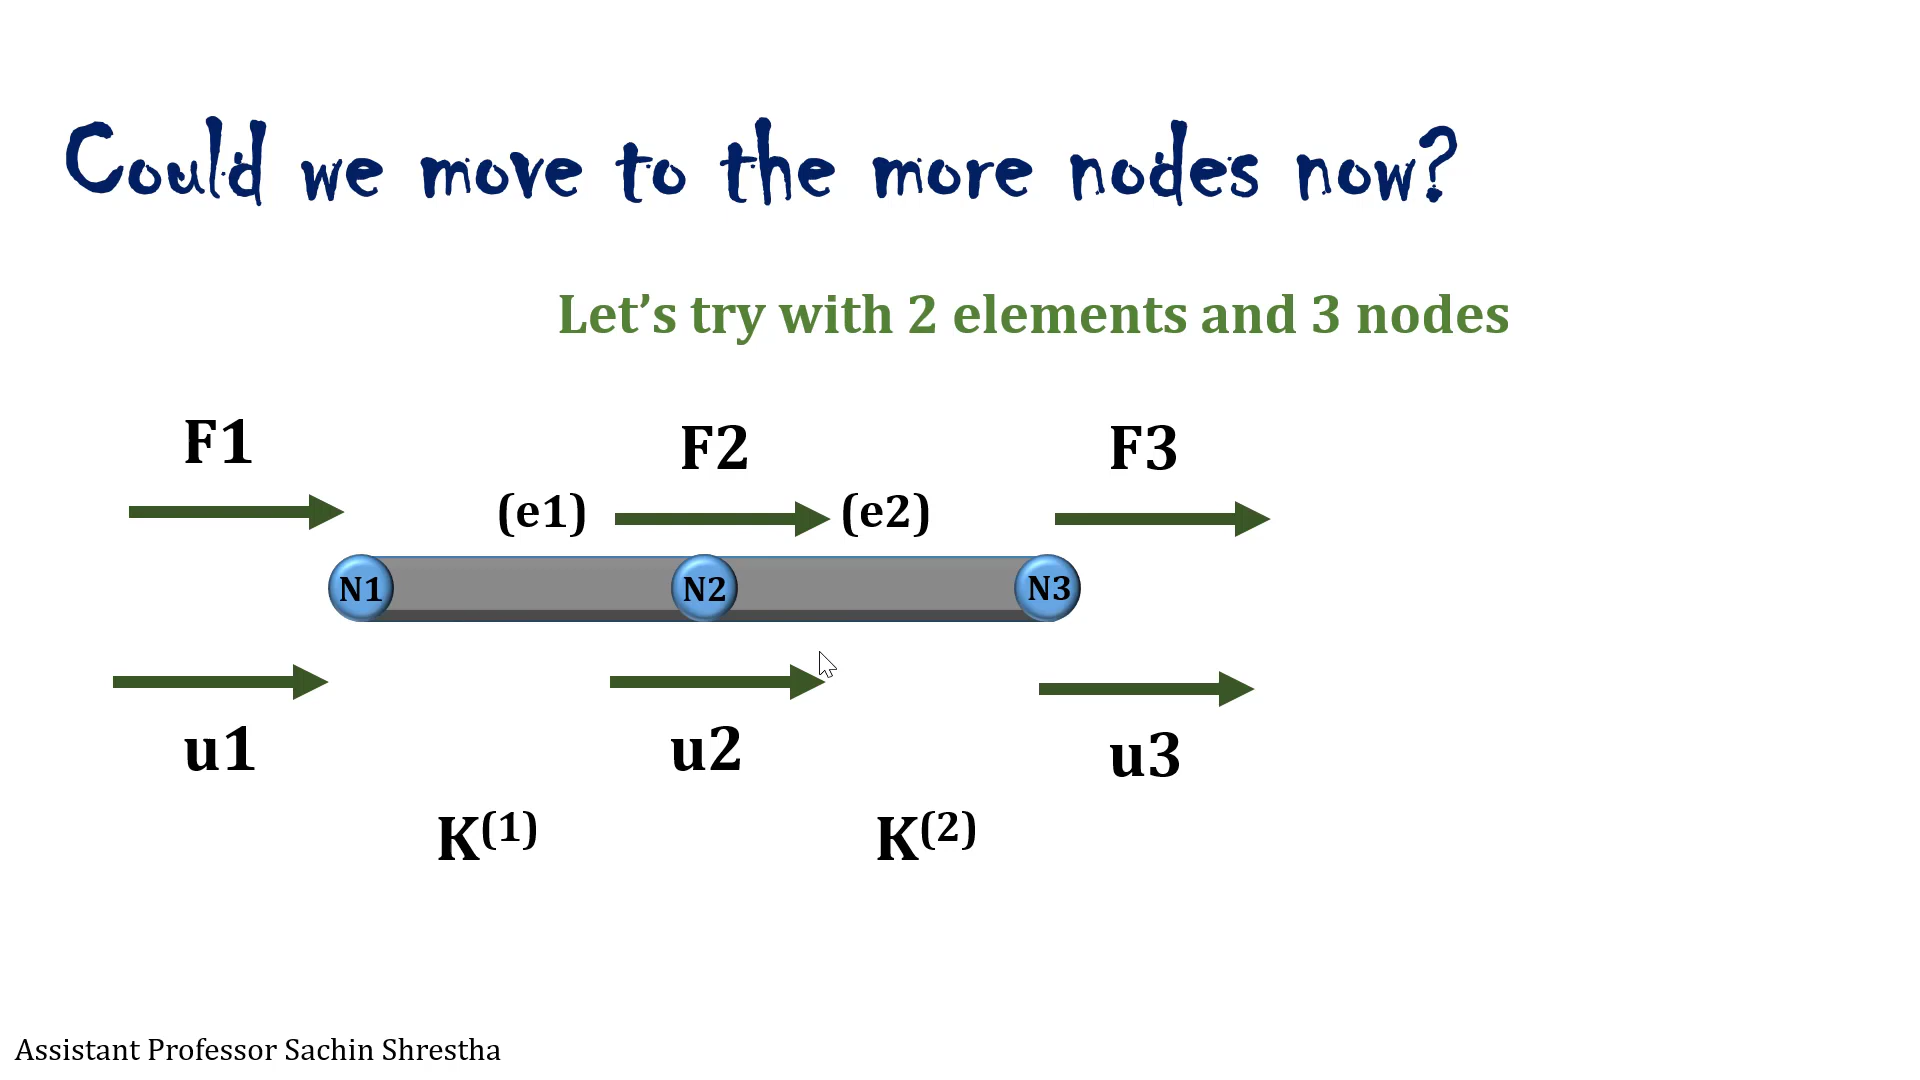 Could we move to the more nodes now?
Let’s try with 2 elements and 3 nodes
F1 F2 F3
(e1) (e2)
N1 N2 N3
u1 u2 u3
K⁽¹⁾ K⁽²⁾
Assistant Professor Sachin Shrestha